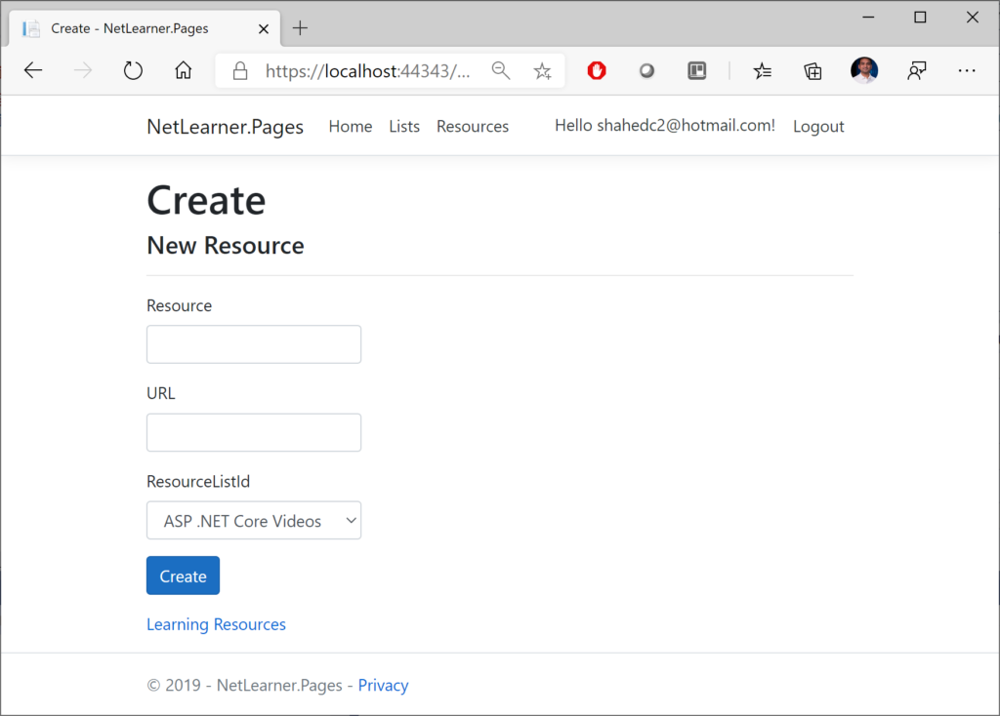 Create - NetLearner.Pages
https://localhost:44343/...
NetLearner.Pages Home Lists Resources Hello shahedc2@hotmail.com! Logout
Create
New Resource
Resource
URL
ResourceListId
ASP .NET Core Videos
Create
Learning Resources
© 2019 - NetLearner.Pages - Privacy